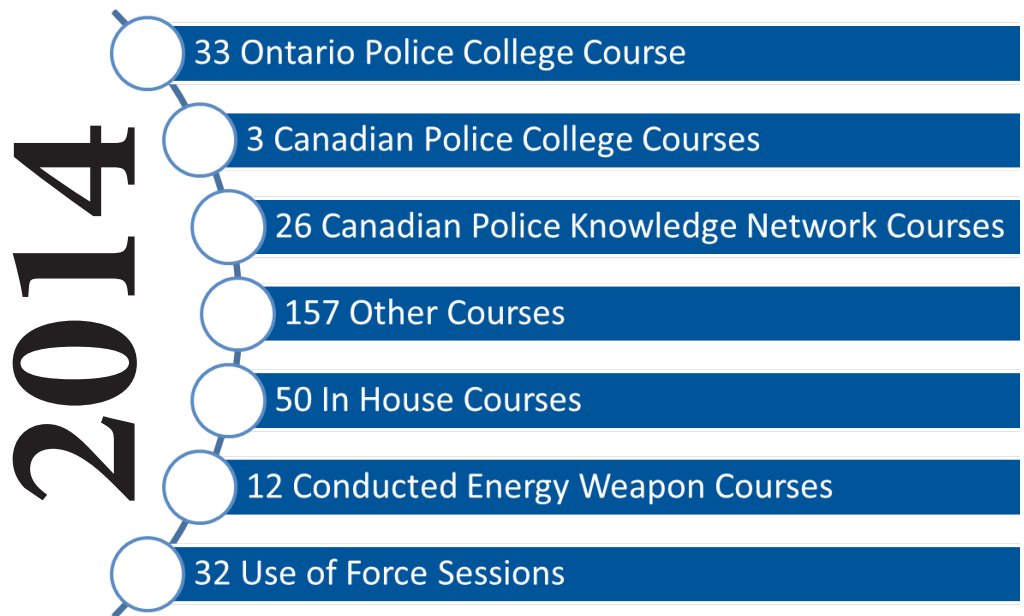 2014
33 Ontario Police College Course
3 Canadian Police College Courses
26 Canadian Police Knowledge Network Courses
157 Other Courses
50 In House Courses
12 Conducted Energy Weapon Courses
32 Use of Force Sessions